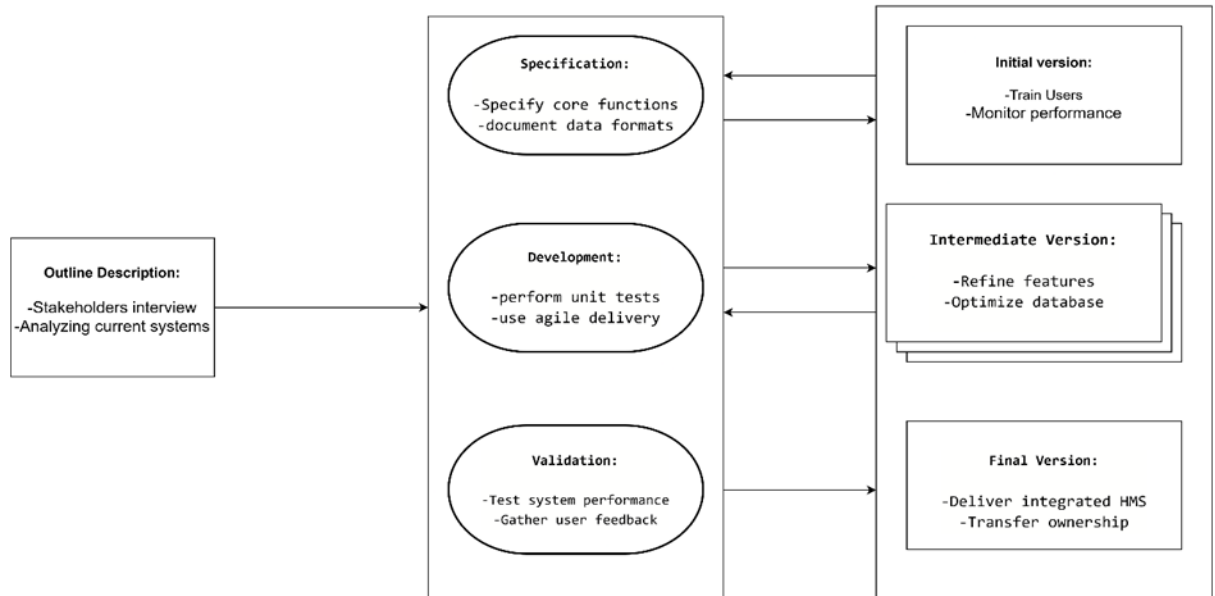 Specification:
-Specify core functions
-document data formats
Initial version:
-Train Users
-Monitor performance
Outline Description:
-Stakeholders interview
-Analyzing current systems
Development:
-perform unit tests
-use agile delivery
Intermediate Version:
-Refine features
-Optimize database
Validation:
-Test system performance
-Gather user feedback
Final Version:
-Deliver integrated HMS
-Transfer ownership